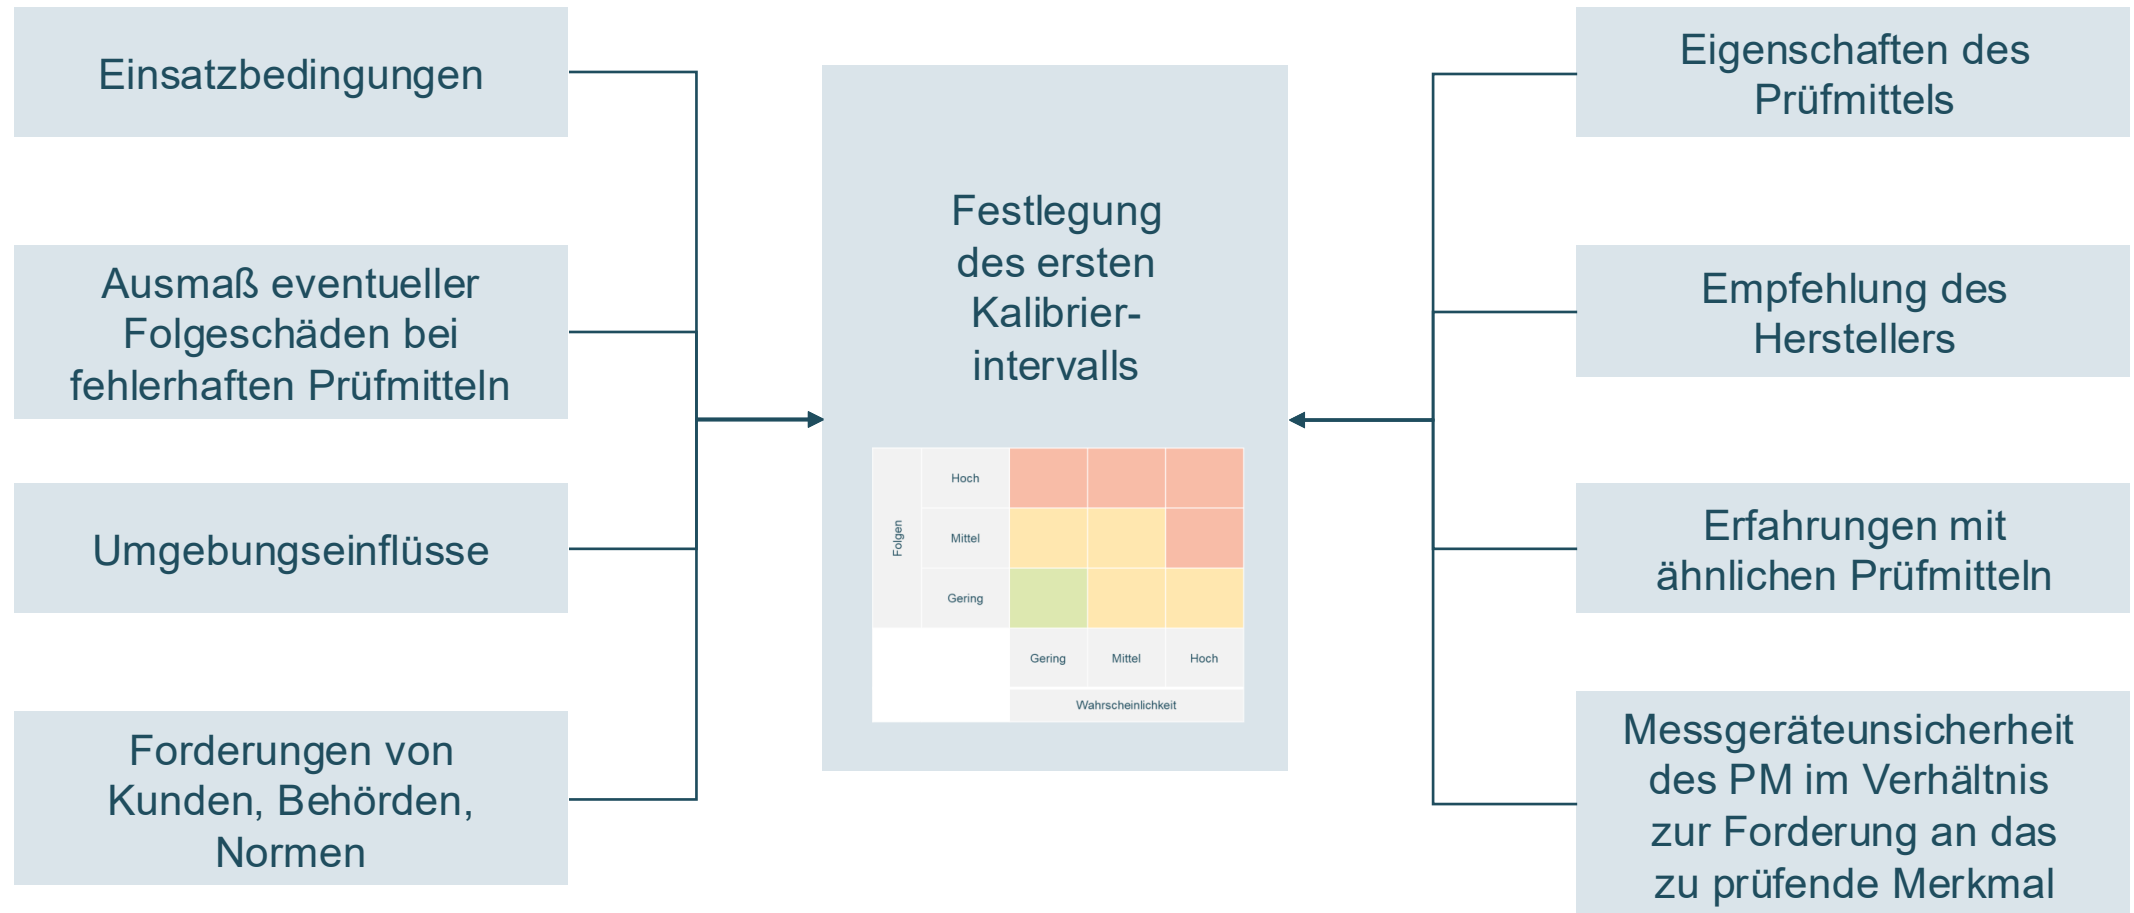 Einsatzbedingungen
Ausmaß eventueller
Folgeschäden bei
fehlerhaften Prüfmitteln
Umgebungseinflüsse
Forderungen von
Kunden, Behörden,
Normen
Festlegung
des ersten
Kalibrier-
intervalls
Folgen
Hoch
Mittel
Gering
Gering
Mittel
Hoch
Wahrscheinlichkeit
Eigenschaften des
Prüfmittels
Empfehlung des
Herstellers
Erfahrungen mit
ähnlichen Prüfmitteln
Messgeräteunsicherheit
des PM im Verhältnis
zur Forderung an das
zu prüfende Merkmal